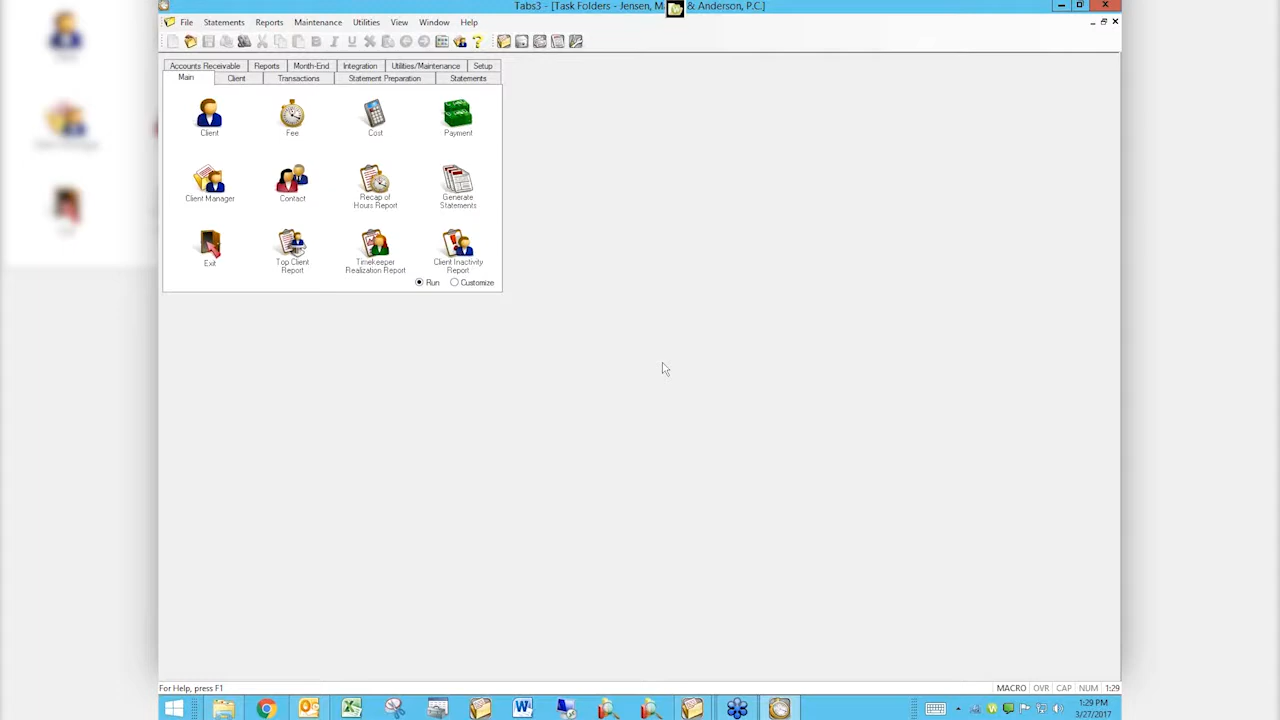 Tabs3 - [Task Folders - Jensen, M & Anderson, P.C.]
File Statements Reports Maintenance Utilities View Window Help
Accounts Receivable Reports Month-End Integration Utilities/Maintenance Setup
Main Client Transactions Statement Preparation Statements
Client Fee Cost Payment
Client Manager Contact Recap of Hours Report Generate Statements
Exit Top Client Report Timekeeper Realization Report Client Inactivity Report
Run Customize
For Help, press F1 MACRO OVR CAP NUM 1:29
1:29 PM
3/27/2017